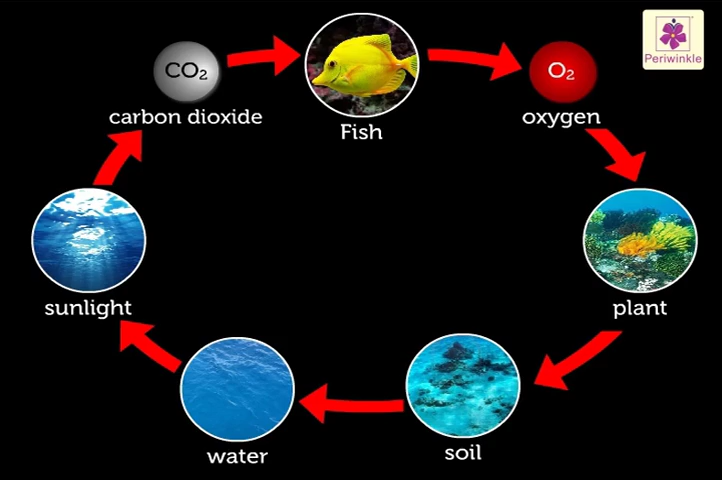 Periwinkle
CO₂
carbon dioxide
Fish
O₂
oxygen
sunlight
plant
water
soil